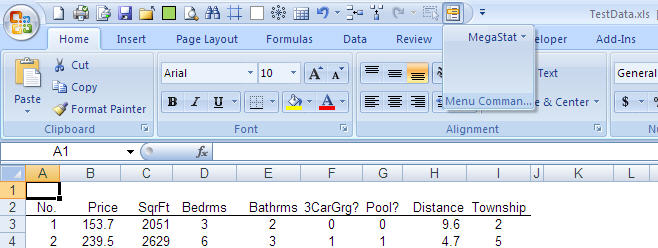 TestData.xls
Home Insert Page Layout Formulas Data Review eloper Add-Ins
MegaStat
Cut
Copy
Format Painter
Paste
Clipboard
Arial 10 A A
B I U A
Font
Text
e & Center
Alignment
Menu Comman...
General
$ %
Nu
A1 fx
A B C D E F G H I J K L
1
2 No. Price SqrFt Bedrms Bathrms 3CarGrg? Pool? Distance Township
3 1 153.7 2051 3 2 0 0 9.6 2
4 2 239.5 2629 6 3 1 1 4.7 5